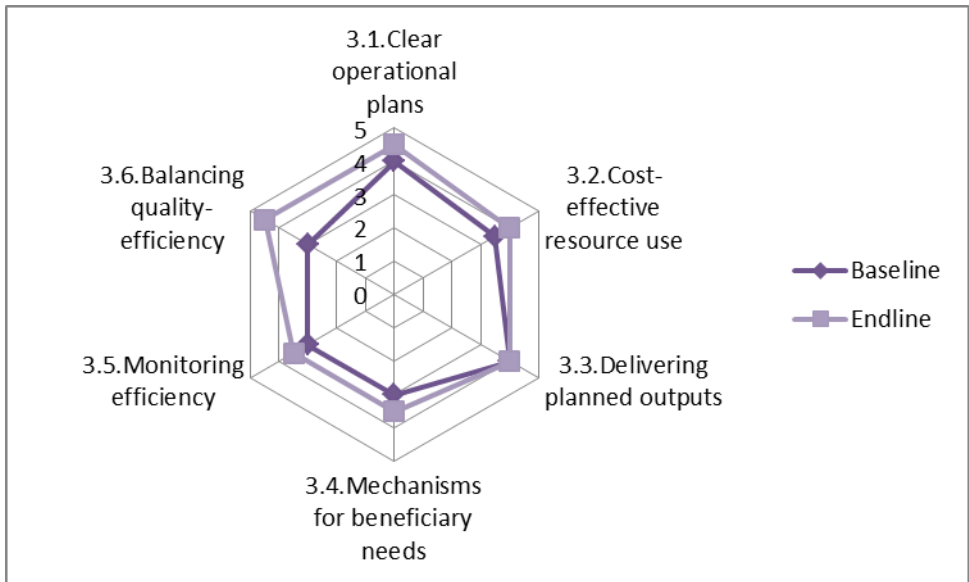 3.1.Clear
operational
plans
5
4
3
2
1
0
3.2.Cost-
effective
resource use
3.3.Delivering
planned outputs
3.4.Mechanisms
for beneficiary
needs
3.5.Monitoring
efficiency
3.6.Balancing
quality-
efficiency
Baseline
Endline